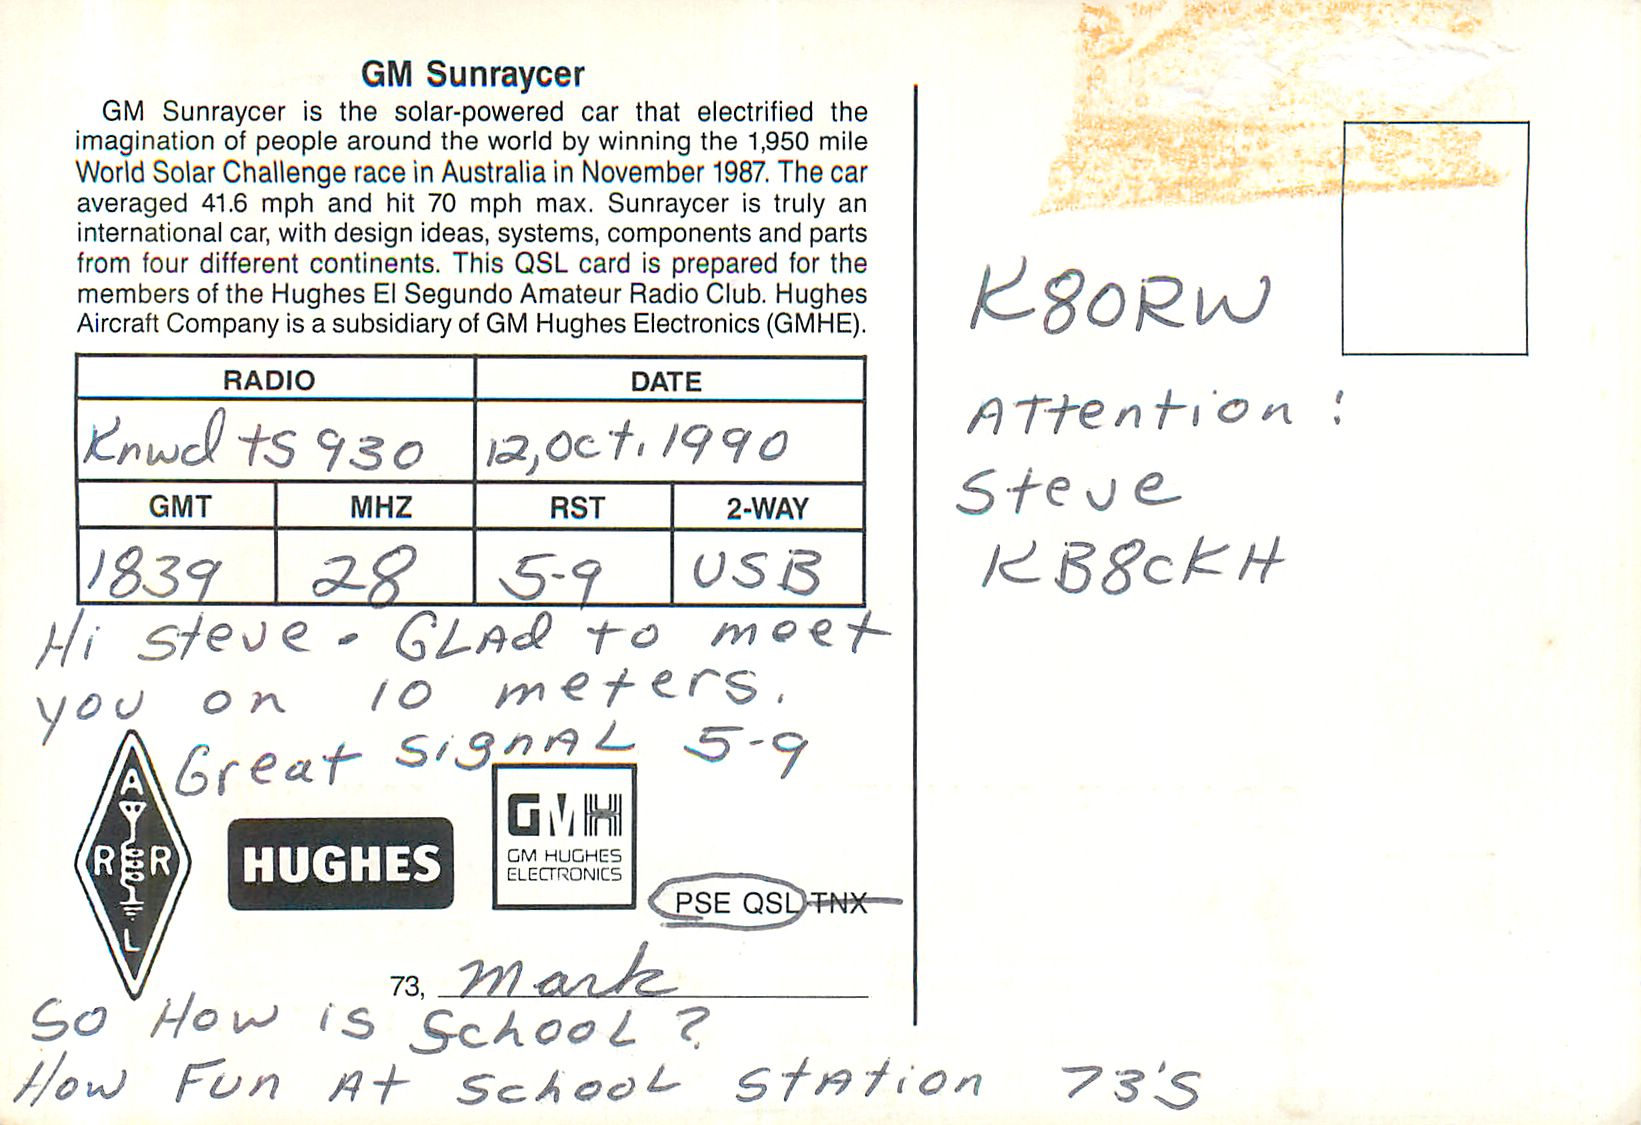 GM Sunraycer
GM Sunraycer is the solar-powered car that electrified the
imagination of people around the world by winning the 1,950 mile
World Solar Challenge race in Australia in November 1987. The car
averaged 41.6 mph and hit 70 mph max. Sunraycer is truly an
international car, with design ideas, systems, components and parts
from four different continents. This QSL card is prepared for the
members of the Hughes El Segundo Amateur Radio Club. Hughes
Aircraft Company is a subsidiary of GM Hughes Electronics (GMHE).
RADIO DATE
Knwd tS 930 12, Oct. 1990
GMT MHZ RST 2-WAY
1839 28 5-9 USB
Hi Steve - GLAd to meet
you on 10 meters.
Great SignAL 5-9
A
R R
L
HUGHES
GMH
GM HUGHES
ELECTRONICS
PSE QSL TNX
73, Mark
So How is School?
How Fun At School Station 73's
K8ORW
Attention:
Steve
KB8CKH